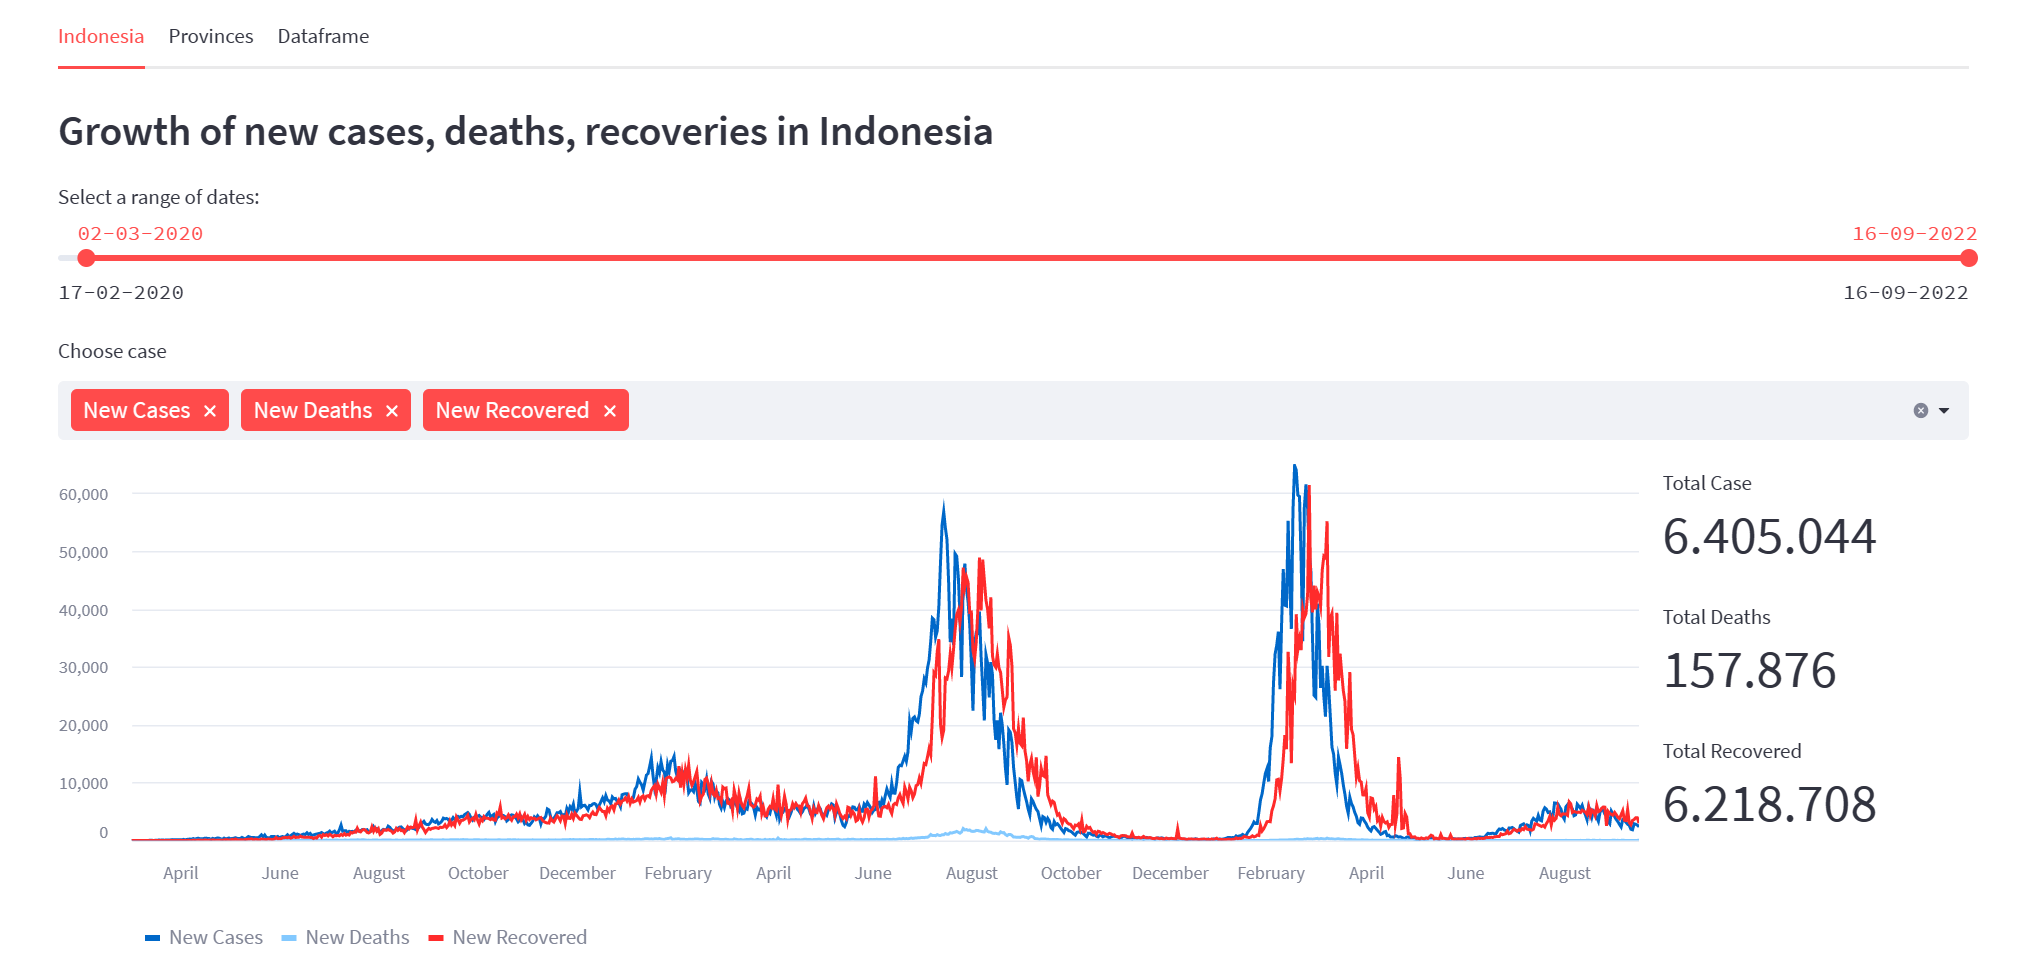 Indonesia Provinces Dataframe
Growth of new cases, deaths, recoveries in Indonesia
Select a range of dates:
02-03-2020 16-09-2022
17-02-2020 16-09-2022
Choose case
New Cases New Deaths New Recovered
60,000
50,000
40,000
30,000
20,000
10,000
0
April June August October December February April June August October December February April June August
New Cases New Deaths New Recovered
Total Case
6.405.044
Total Deaths
157.876
Total Recovered
6.218.708